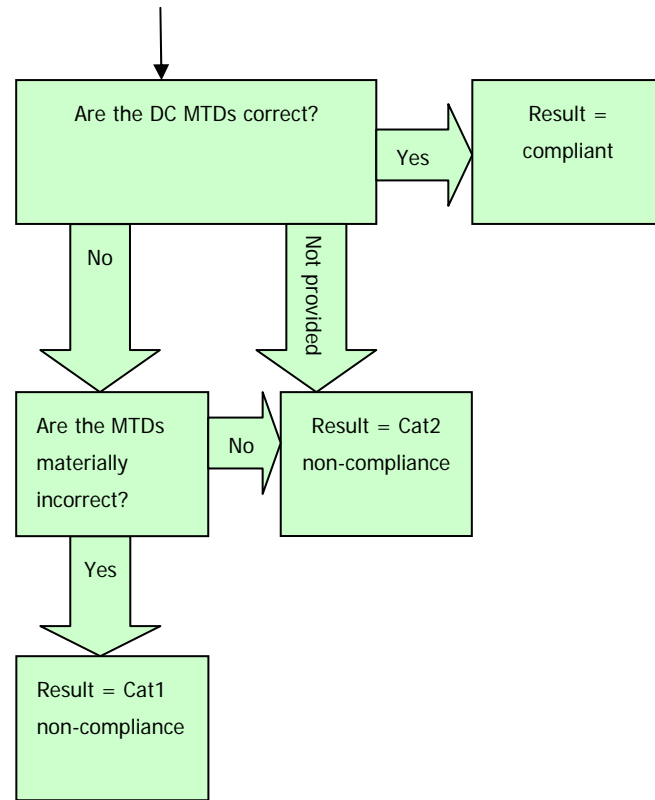 Are the DC MTDs correct?
Yes
Result =
compliant
No
Not provided
Are the MTDs
materially
incorrect?
No
Result = Cat2
non-compliance
Yes
Result = Cat1
non-compliance